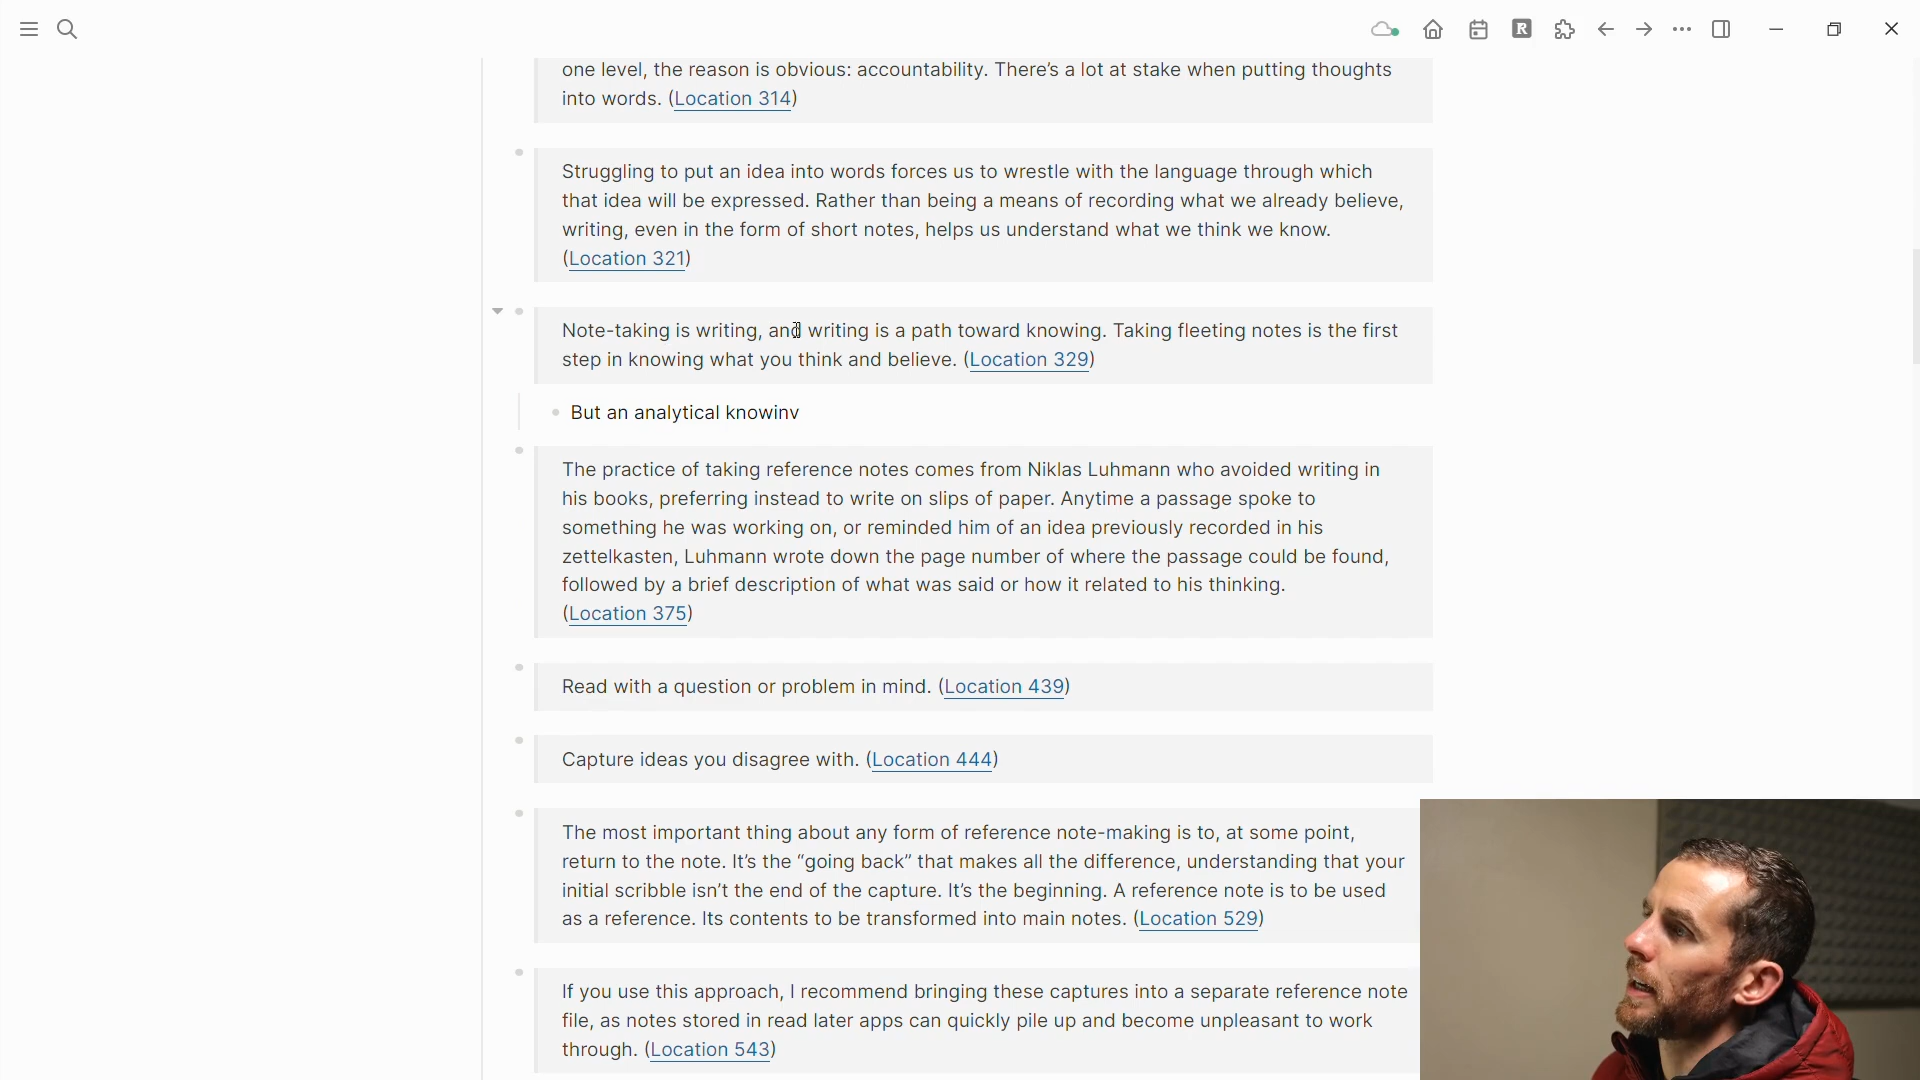 one level, the reason is obvious: accountability. There's a lot at stake when putting thoughts
into words. (Location 314)
Struggling to put an idea into words forces us to wrestle with the language through which
that idea will be expressed. Rather than being a means of recording what we already believe,
writing, even in the form of short notes, helps us understand what we think we know.
(Location 321)
Note-taking is writing, and writing is a path toward knowing. Taking fleeting notes is the first
step in knowing what you think and believe. (Location 329)
But an analytical knowinv
The practice of taking reference notes comes from Niklas Luhmann who avoided writing in
his books, preferring instead to write on slips of paper. Anytime a passage spoke to
something he was working on, or reminded him of an idea previously recorded in his
zettelkasten, Luhmann wrote down the page number of where the passage could be found,
followed by a brief description of what was said or how it related to his thinking.
(Location 375)
Read with a question or problem in mind. (Location 439)
Capture ideas you disagree with. (Location 444)
The most important thing about any form of reference note-making is to, at some point,
return to the note. It's the “going back” that makes all the difference, understanding that your
initial scribble isn't the end of the capture. It's the beginning. A reference note is to be used
as a reference. Its contents to be transformed into main notes. (Location 529)
If you use this approach, I recommend bringing these captures into a separate reference note
file, as notes stored in read later apps can quickly pile up and become unpleasant to work
through. (Location 543)